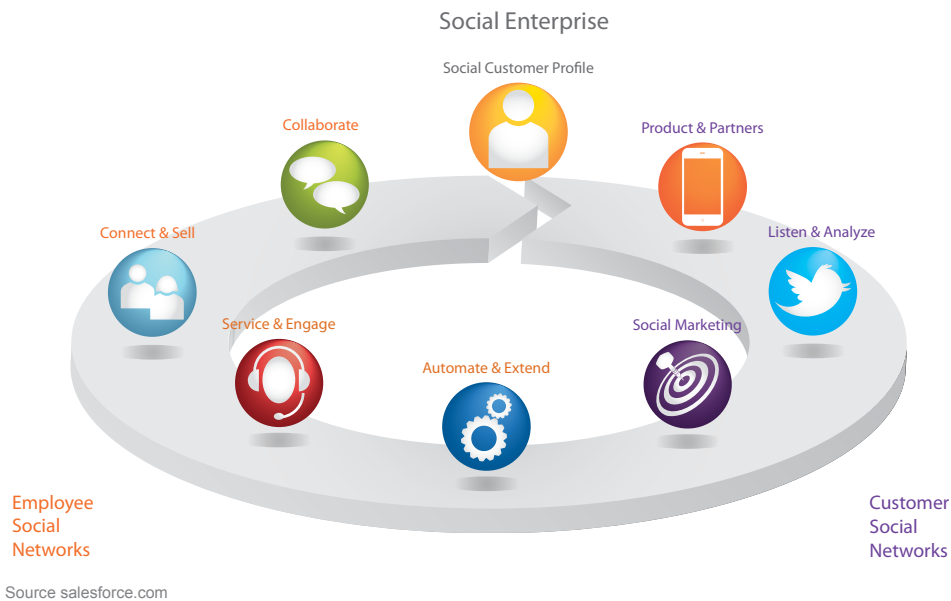 Social Enterprise
Social Customer Profile
Collaborate
Product & Partners
Connect & Sell
Listen & Analyze
Service & Engage
Social Marketing
Automate & Extend
Employee
Social
Networks
Customer
Social
Networks
Source salesforce.com